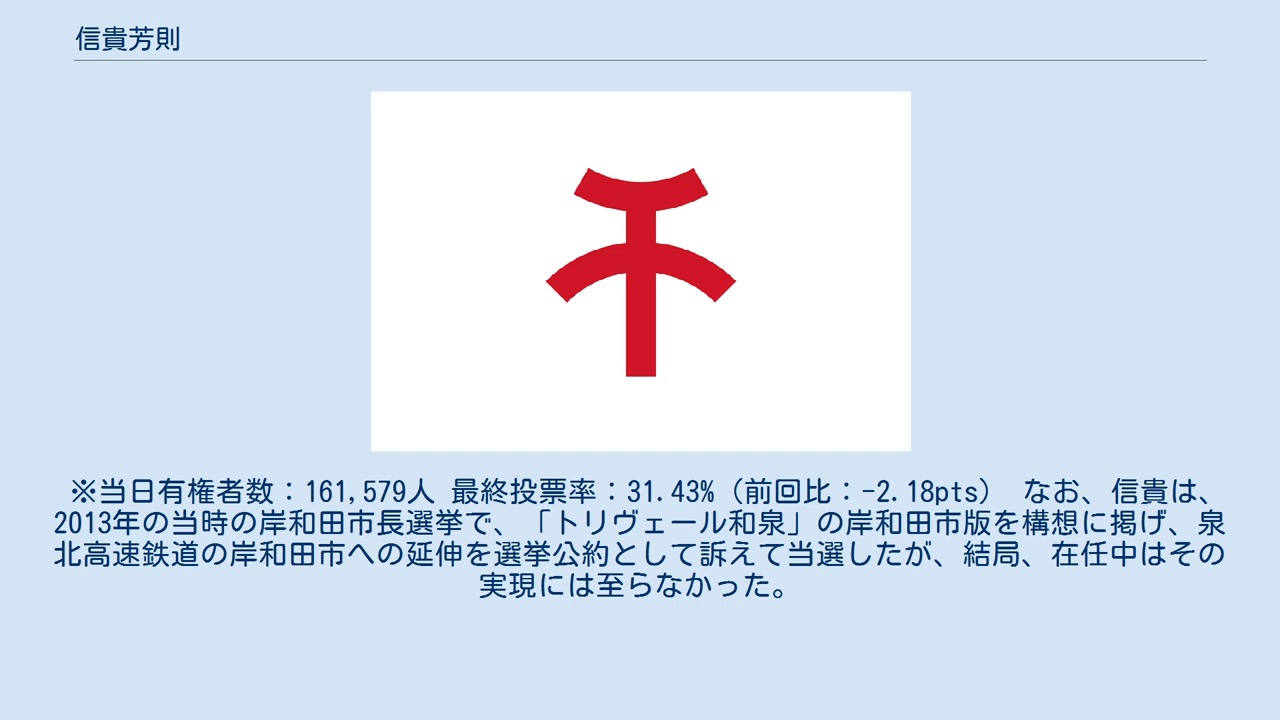 信貴芳則
※当日有権者数：161,579人 最終投票率：31.43%（前回比：-2.18pts） なお、信貴は、
2013年の当時の岸和田市長選挙で、「トリヴェール和泉」の岸和田市版を構想に掲げ、泉
北高速鉄道の岸和田市への延伸を選挙公約として訴えて当選したが、結局、在任中はその
実現には至らなかった。